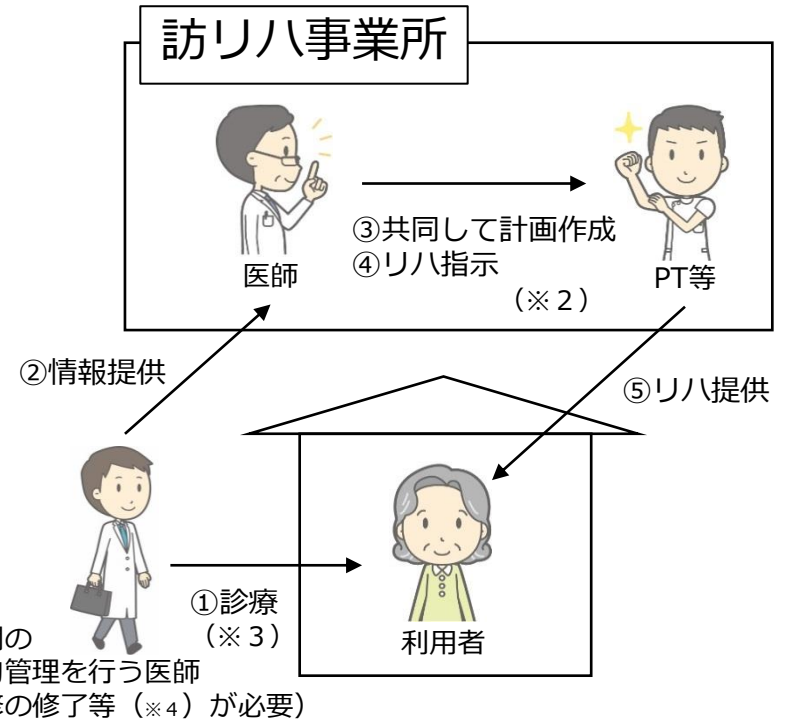 訪リハ事業所
③共同して計画作成
④リハ指示
（※２）
医師
PT等
②情報提供
⑤リハ提供
①診療
（※３）
利用者
の
管理を行う医師
の修了等（※4）が必要）